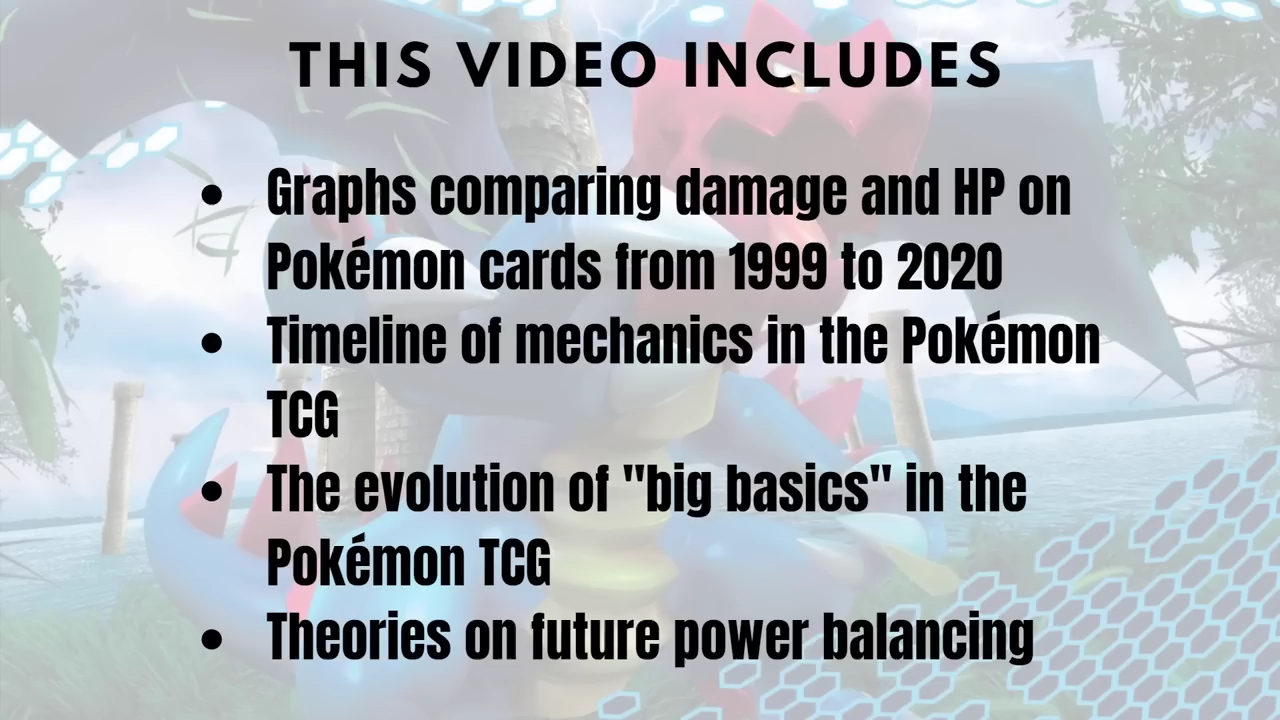 THIS VIDEO INCLUDES
• Graphs comparing damage and HP on
Pokémon cards from 1999 to 2020
• Timeline of mechanics in the Pokémon
TCG
• The evolution of "big basics" in the
Pokémon TCG
• Theories on future power balancing